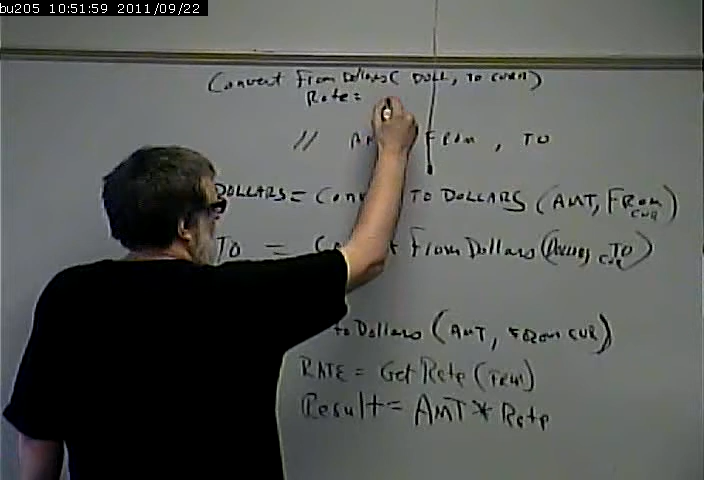 bu205 10:51:59 2011/09/22
Convert From Dollars( DOLL, TO CURR)
Rate =
// FROM, TO
DOLLARS = TO DOLLARS (AMT, FROM CUR)
TO = From Dollars( TO CUR)
to Dollars (AMT, FROM CUR)
RATE = Get Rate (FROM)
Result = AMT * Rate